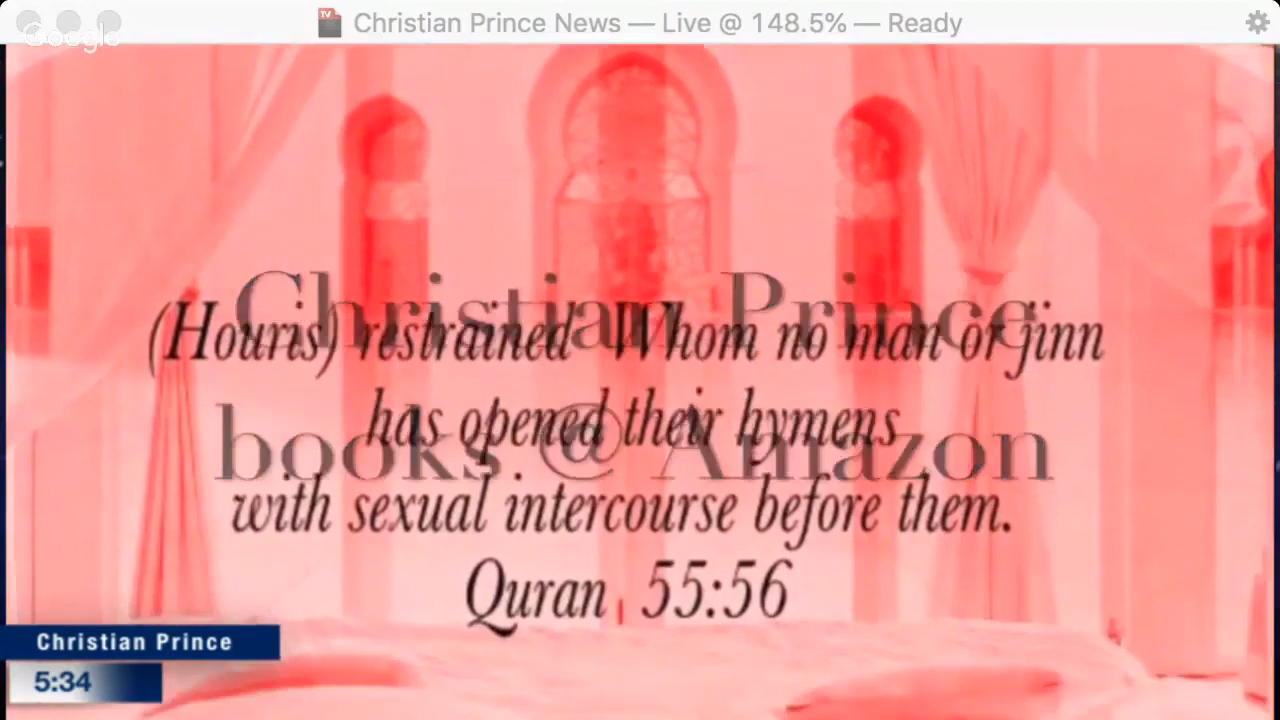 Christian Prince News — Live @ 148.5% — Ready
Google
Christian Prince
(Houris) restrained Whom no man or jinn
has opened their hymens
books @ Amazon
with sexual intercourse before them.
Quran 55:56
Christian Prince
5:34